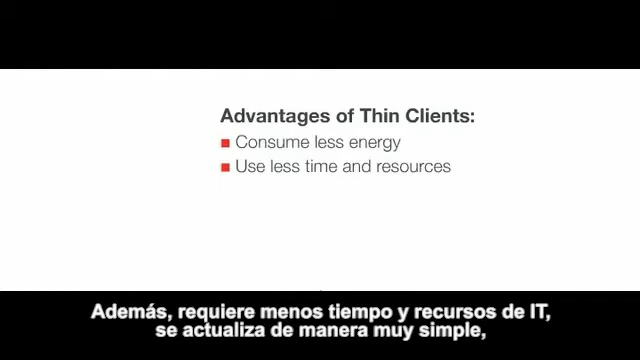 Advantages of Thin Clients:
Consume less energy
Use less time and resources
Además, requiere menos tiempo y recursos de IT,
se actualiza de manera muy simple,